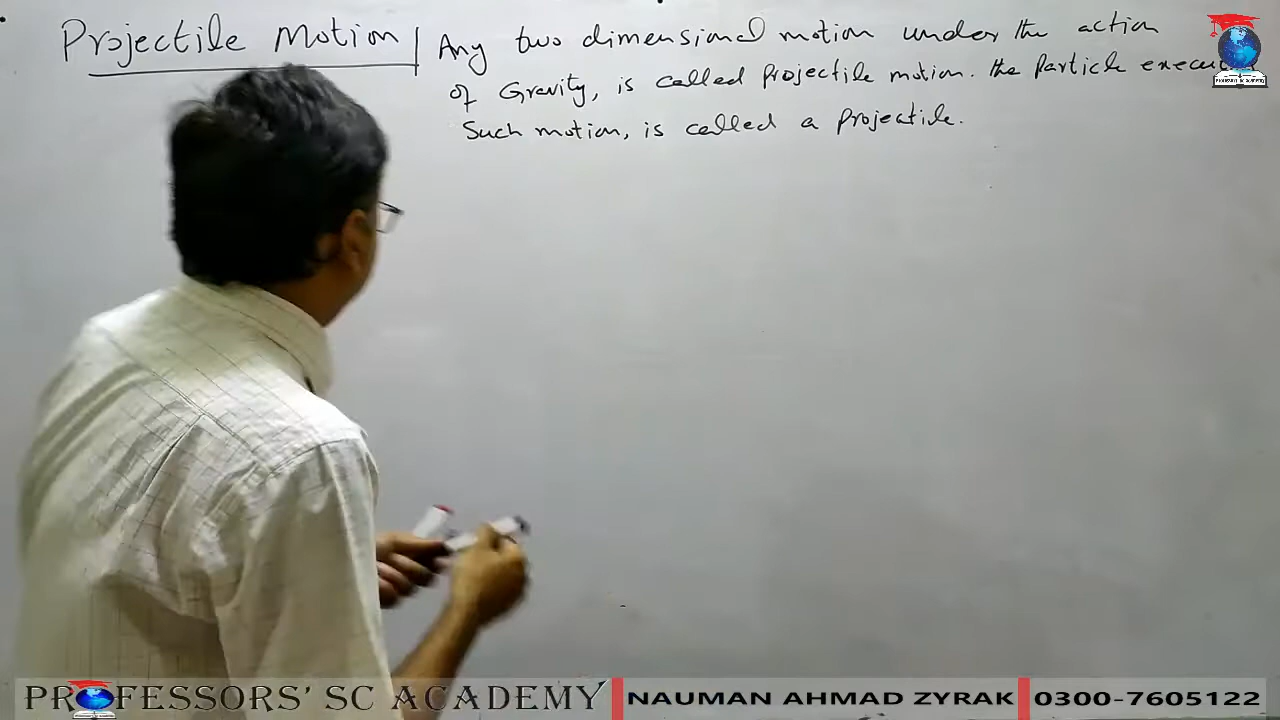 Projectile Motion
Any two dimensional motion under the action
of Gravity, is called projectile motion. the Particle
Such motion, is called a projectile.
PROFESSORS' SC ACADEMY
NAUMAN AHMAD ZYRAK
0300-7605122